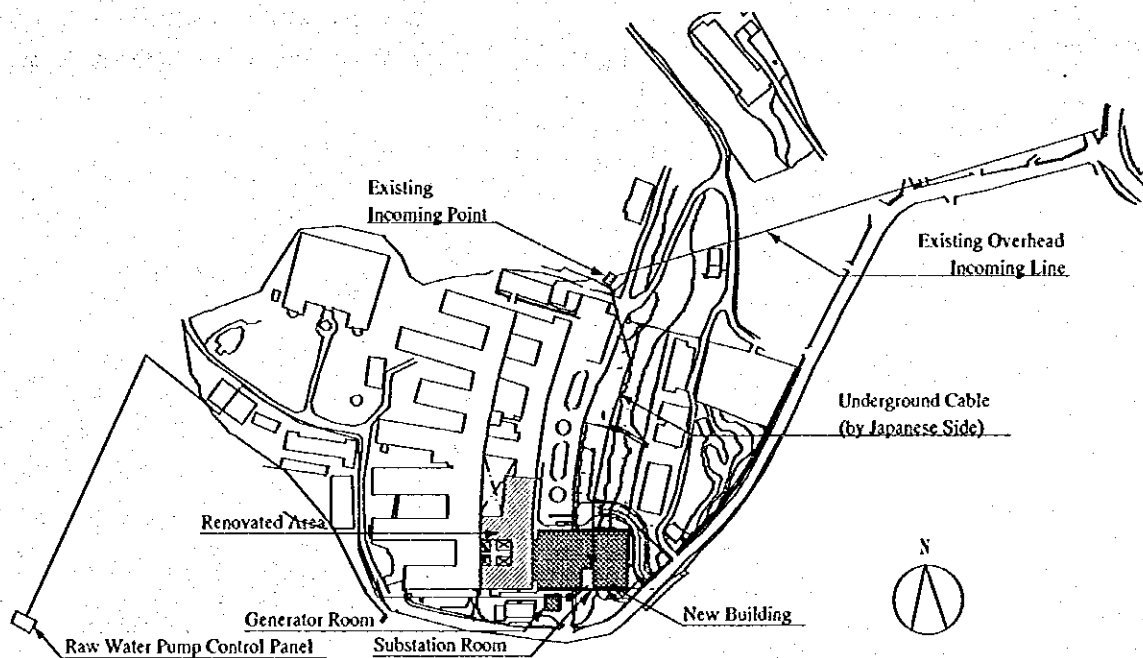 Existing
Incoming Point
Existing Overhead
Incoming Line
Underground Cable
(by Japanese Side)
Renovated Area
N
Generator Room
New Building
Raw Water Pump Control Panel
Substation Room